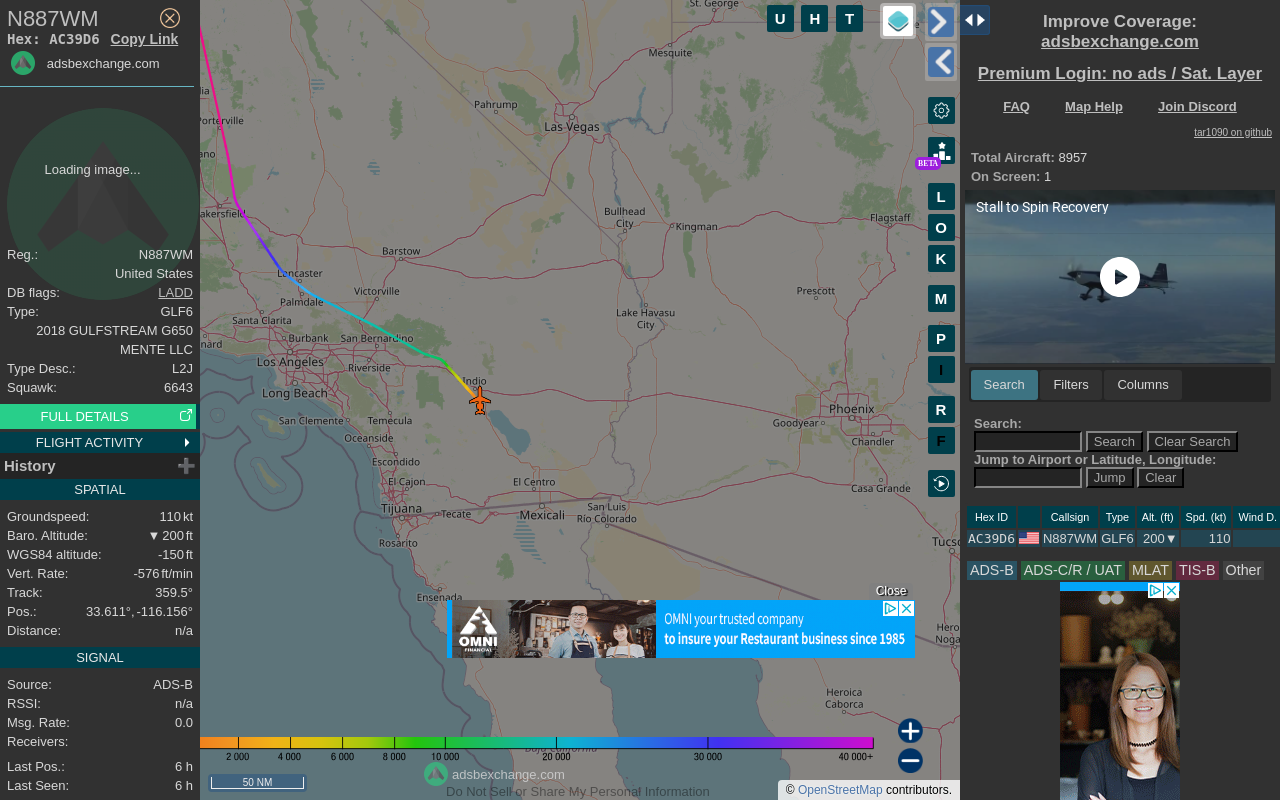 N887WM
Hex: AC39D6 Copy Link
adsbexchange.com
Loading image...
Reg.: N887WM
United States
DB flags: LADD
Type: GLF6
2018 GULFSTREAM G650
MENTE LLC
Type Desc.: L2J
Squawk: 6643
FULL DETAILS
FLIGHT ACTIVITY
History
SPATIAL
Groundspeed: 110 kt
Baro. Altitude: ▼ 200 ft
WGS84 altitude: -150 ft
Vert. Rate: -576 ft/min
Track: 359.5°
Pos.: 33.611°, -116.156°
Distance: n/a
SIGNAL
Source: ADS-B
RSSI: n/a
Msg. Rate: 0.0
Receivers:
Last Pos.: 6 h
Last Seen: 6 h
St. George
Mesquite
Pahrump
Las Vegas
Porterville
Bullhead
City
Kingman
Flagstaff
Barstow
Lancaster
Palmdale
Victorville
Prescott
Santa Clarita
Lake Havasu
City
Burbank
San Bernardino
Los Angeles
Riverside
Indio
Long Beach
San Clemente
Temecula
Phoenix
Goodyear
Chandler
Oceanside
Escondido
El Cajon
El Centro
Casa Grande
Tijuana
Tecate
Mexicali
San Luis
Río Colorado
Rosarito
Ensenada
Heroica
Caborca
Baja California
U H T
BETA
L
O
K
M
P
I
R
F
Close
OMNI
FINANCIAL
OMNI your trusted company
to insure your Restaurant business since 1985
2 000 4 000 6 000 8 000 10 000 20 000 30 000 40 000+
50 NM
adsbexchange.com
Do Not Sell or Share My Personal Information
© OpenStreetMap contributors.
Improve Coverage:
adsbexchange.com
Premium Login: no ads / Sat. Layer
FAQ Map Help Join Discord
tar1090 on github
Total Aircraft: 8957
On Screen: 1
Stall to Spin Recovery
Search Filters Columns
Search:
Search Clear Search
Jump to Airport or Latitude, Longitude:
Jump Clear
Hex ID Callsign Type Alt. (ft) Spd. (kt) Wind D.
AC39D6 N887WM GLF6 200▼ 110
ADS-B ADS-C/R / UAT MLAT TIS-B Other